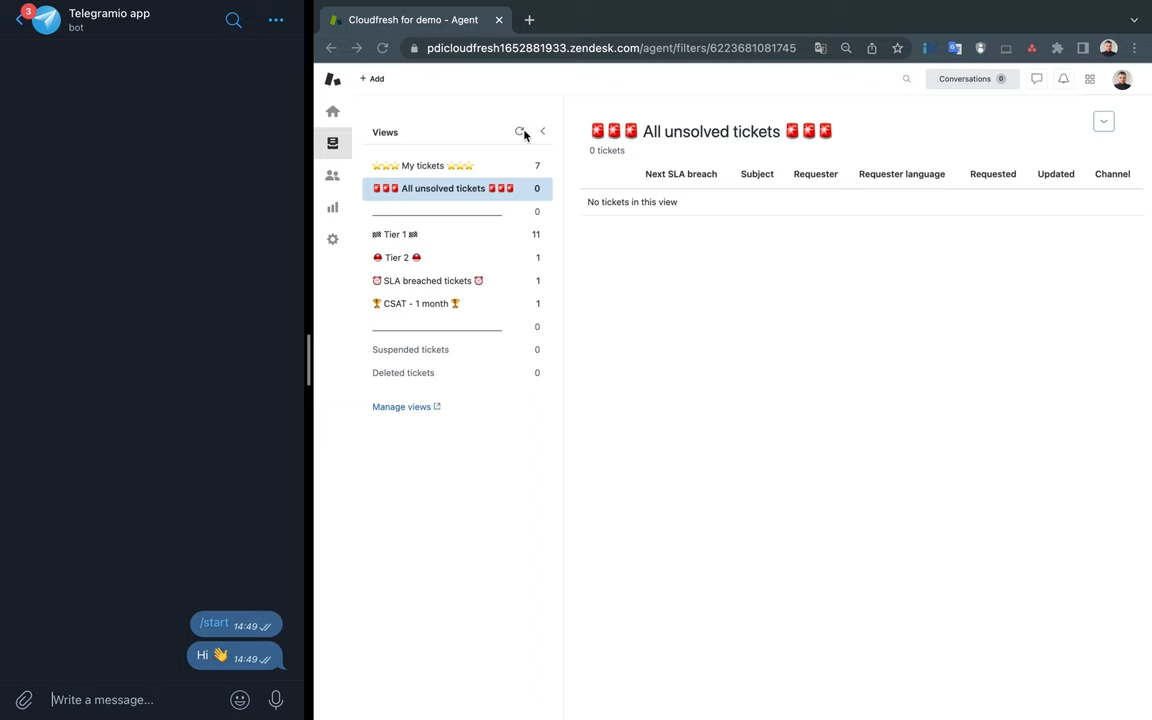 3
Telegramio app
bot
/start 14:49
Hi 👋 14:49
Write a message...
Cloudfresh for demo - Agent
pdicloudfresh1652881933.zendesk.com/agent/filters/6223681081745
+ Add
Conversations 0
Views
⭐⭐⭐ My tickets ⭐⭐⭐ 7
🚨🚨🚨 All unsolved tickets 🚨🚨🚨 0
____________________ 0
🏁 Tier 1 🏁 11
⛑ Tier 2 ⛑ 1
⏰ SLA breached tickets ⏰ 1
🏆 CSAT - 1 month 🏆 1
____________________ 0
Suspended tickets 0
Deleted tickets 0
Manage views
🚨🚨🚨 All unsolved tickets 🚨🚨🚨
0 tickets
Next SLA breach Subject Requester Requester language Requested Updated Channel
No tickets in this view